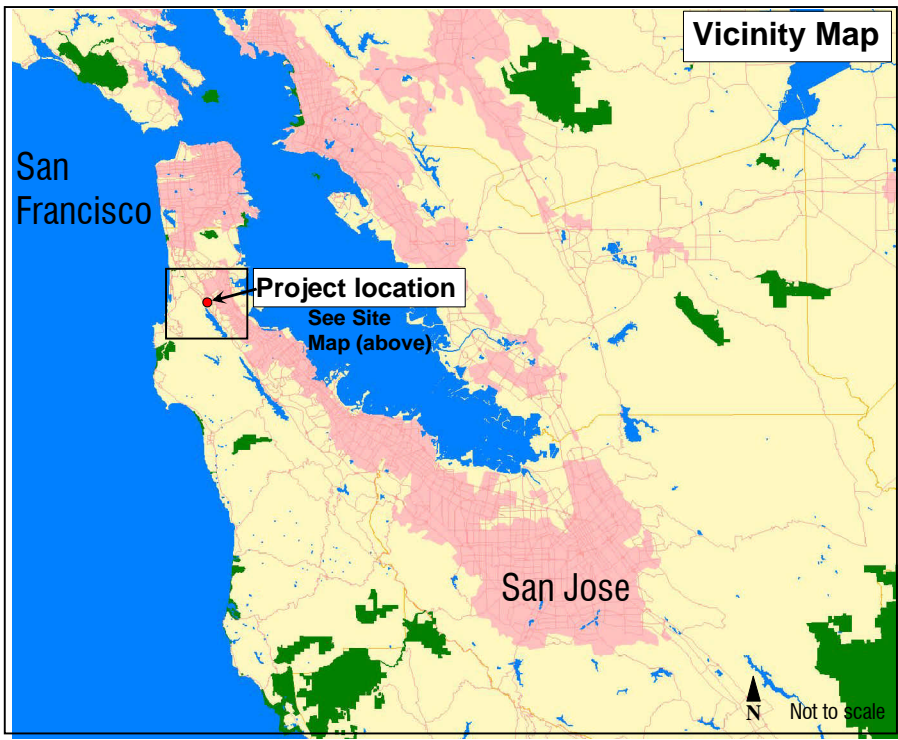 Vicinity Map
San
Francisco
Project location
See Site
Map (above)
San Jose
N
Not to scale